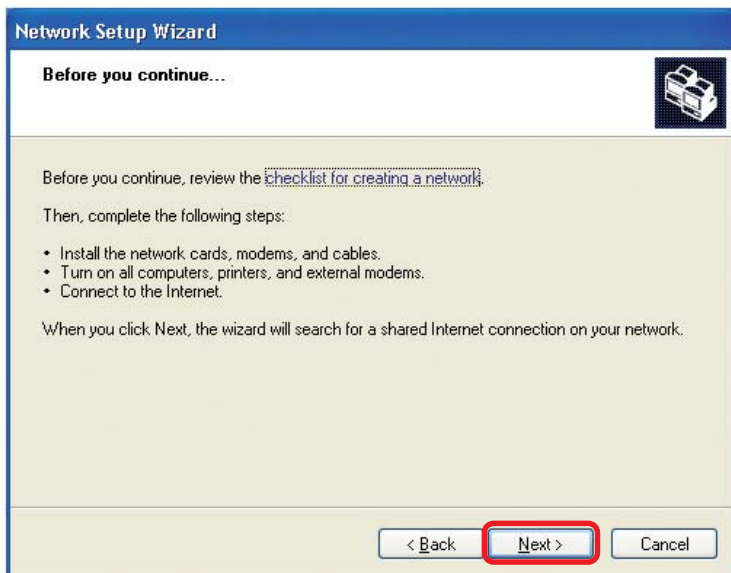 Network Setup Wizard
Before you continue...
Before you continue, review the checklist for creating a network.
Then, complete the following steps:
• Install the network cards, modems, and cables.
• Turn on all computers, printers, and external modems.
• Connect to the Internet.
When you click Next, the wizard will search for a shared Internet connection on your network.
< Back Next > Cancel